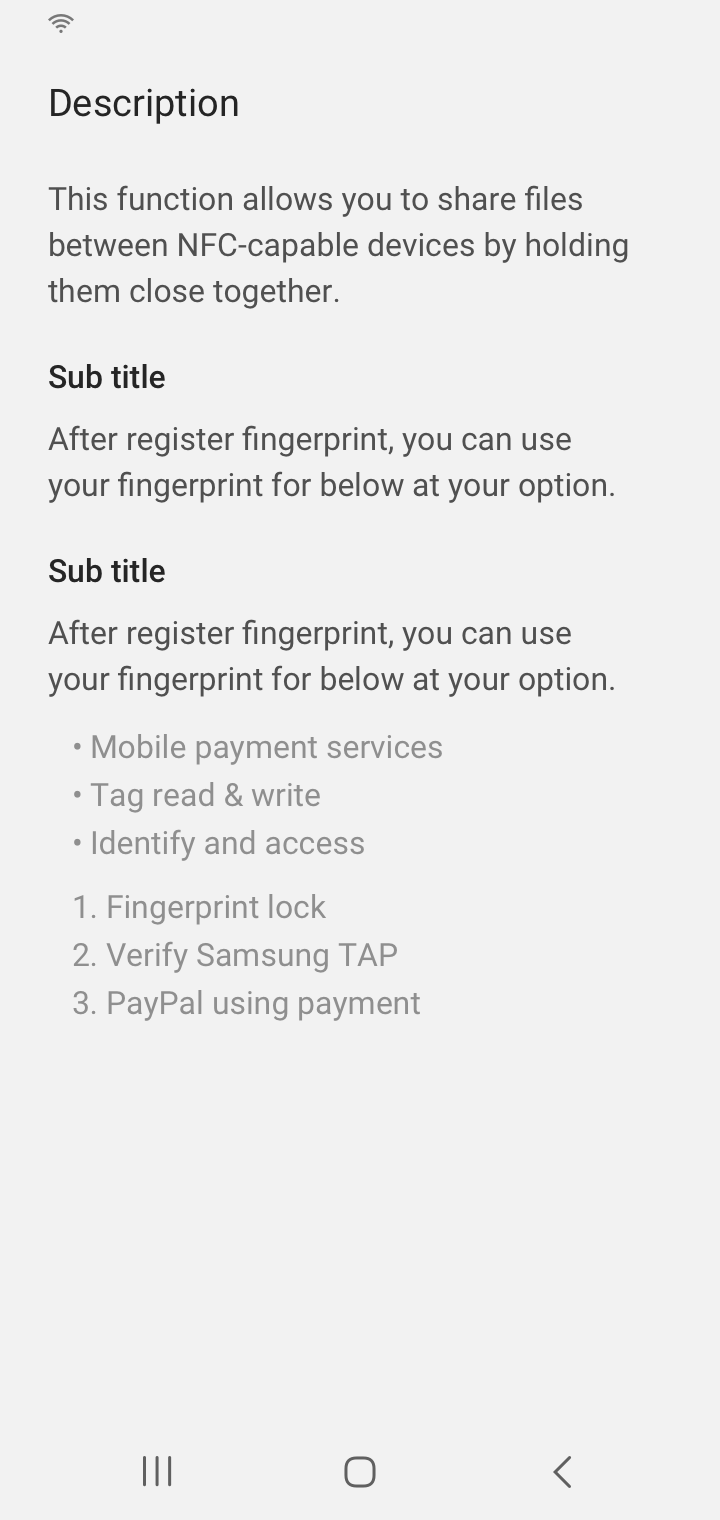 Description
This function allows you to share files
between NFC-capable devices by holding
them close together.
Sub title
After register fingerprint, you can use
your fingerprint for below at your option.
Sub title
After register fingerprint, you can use
your fingerprint for below at your option.
• Mobile payment services
• Tag read & write
• Identify and access
1. Fingerprint lock
2. Verify Samsung TAP
3. PayPal using payment